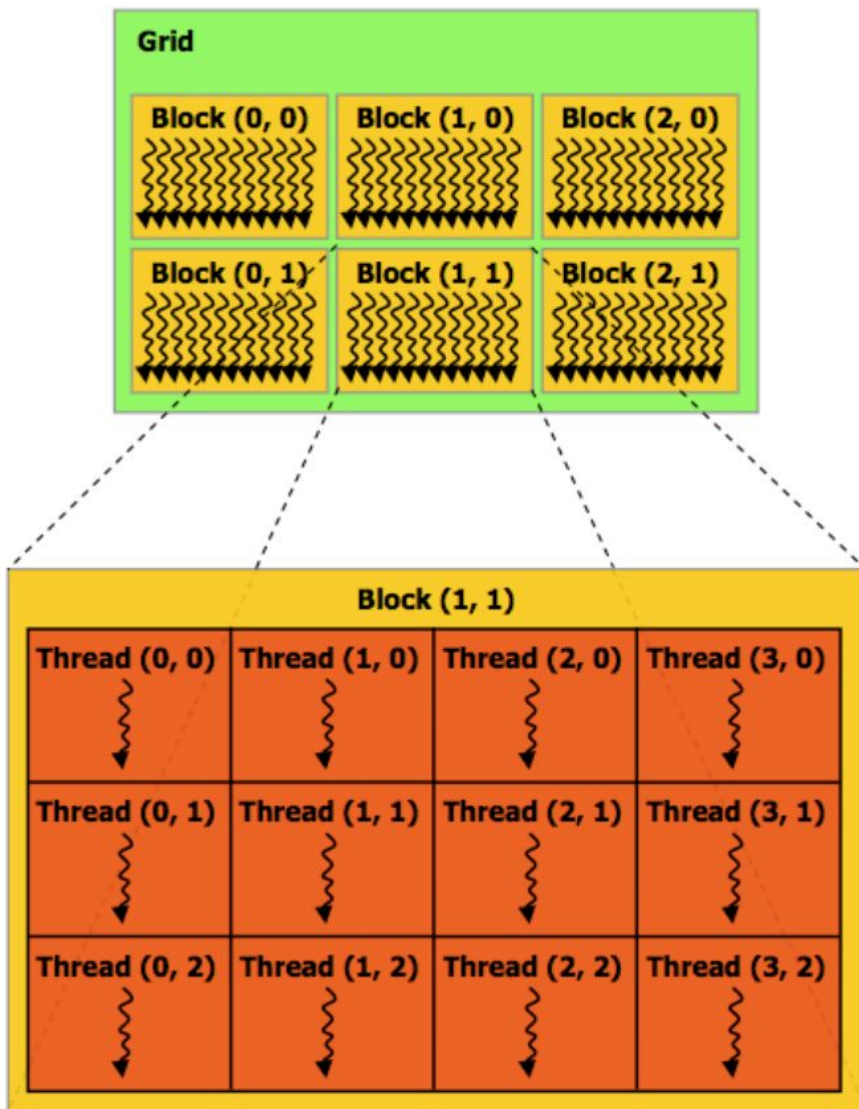 Grid
Block (0, 0) Block (1, 0) Block (2, 0)
Block (0, 1) Block (1, 1) Block (2, 1)
Block (1, 1)
Thread (0, 0) Thread (1, 0) Thread (2, 0) Thread (3, 0)
Thread (0, 1) Thread (1, 1) Thread (2, 1) Thread (3, 1)
Thread (0, 2) Thread (1, 2) Thread (2, 2) Thread (3, 2)